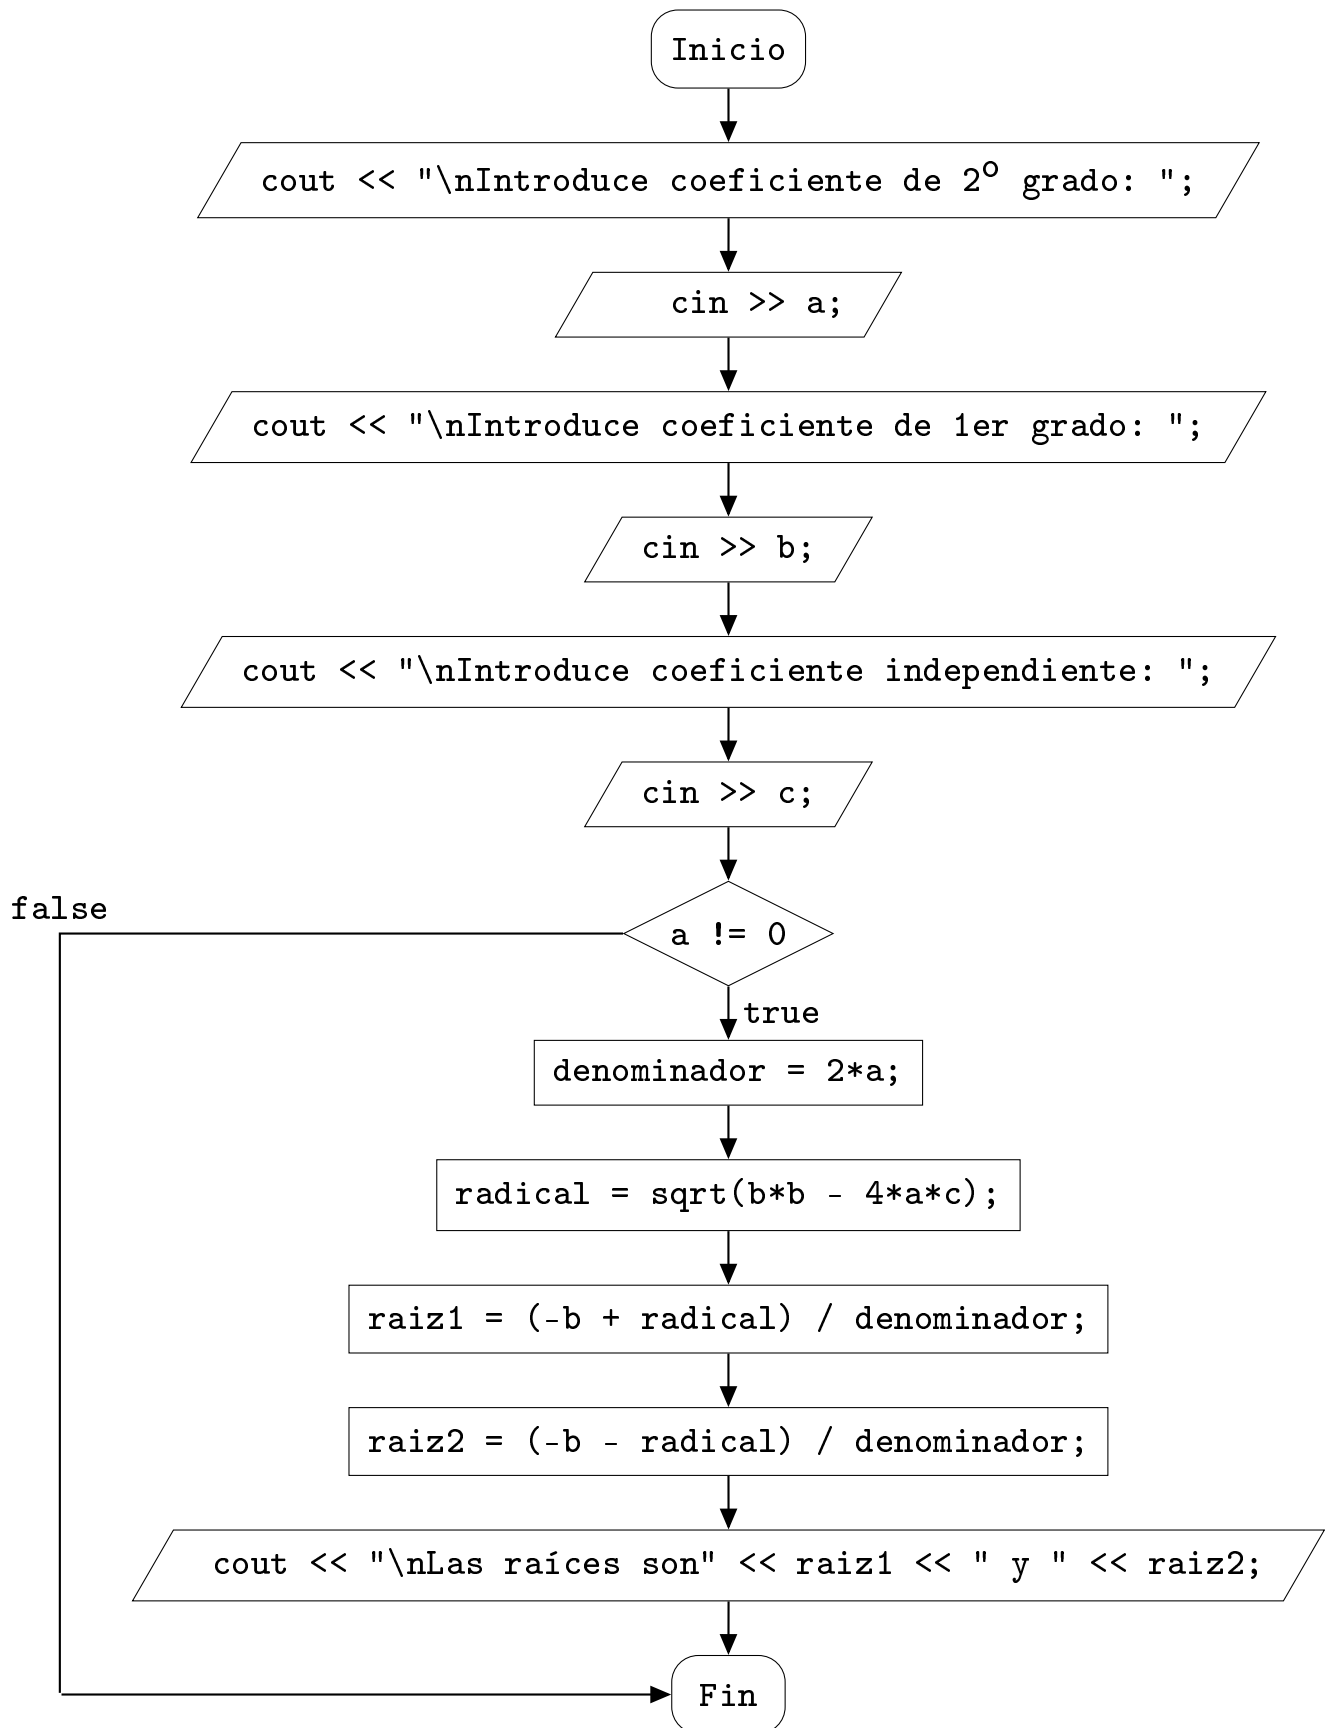 Inicio
cout << "\nIntroduce coeficiente de 2º grado: ";
cin >> a;
cout << "\nIntroduce coeficiente de 1er grado: ";
cin >> b;
cout << "\nIntroduce coeficiente independiente: ";
cin >> c;
false
a != 0
true
denominador = 2*a;
radical = sqrt(b*b - 4*a*c);
raiz1 = (-b + radical) / denominador;
raiz2 = (-b - radical) / denominador;
cout << "\nLas raíces son" << raiz1 << " y " << raiz2;
Fin